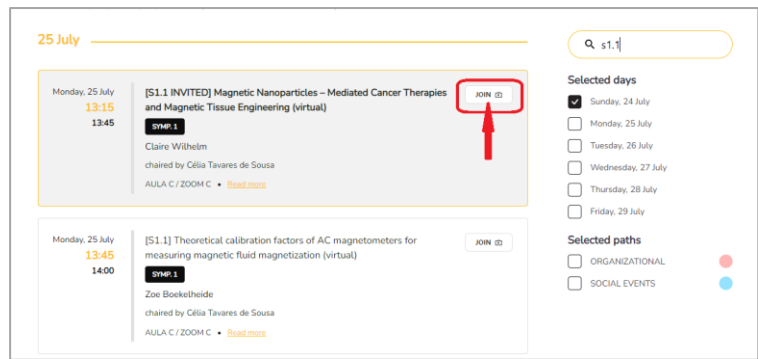 25 July
Monday, 25 July
13:15
13:45
[S1.1 INVITED] Magnetic Nanoparticles – Mediated Cancer Therapies
and Magnetic Tissue Engineering (virtual)
SYMP. 1
Claire Wilhelm
chaired by Célia Tavares de Sousa
AULA C / ZOOM C • Read more
JOIN
Monday, 25 July
13:45
14:00
[S1.1] Theoretical calibration factors of AC magnetometers for
measuring magnetic fluid magnetization (virtual)
SYMP. 1
Zoe Boekelheide
chaired by Célia Tavares de Sousa
AULA C / ZOOM C • Read more
JOIN
s1.1
Selected days
Sunday, 24 July
Monday, 25 July
Tuesday, 26 July
Wednesday, 27 July
Thursday, 28 July
Friday, 29 July
Selected paths
ORGANIZATIONAL
SOCIAL EVENTS